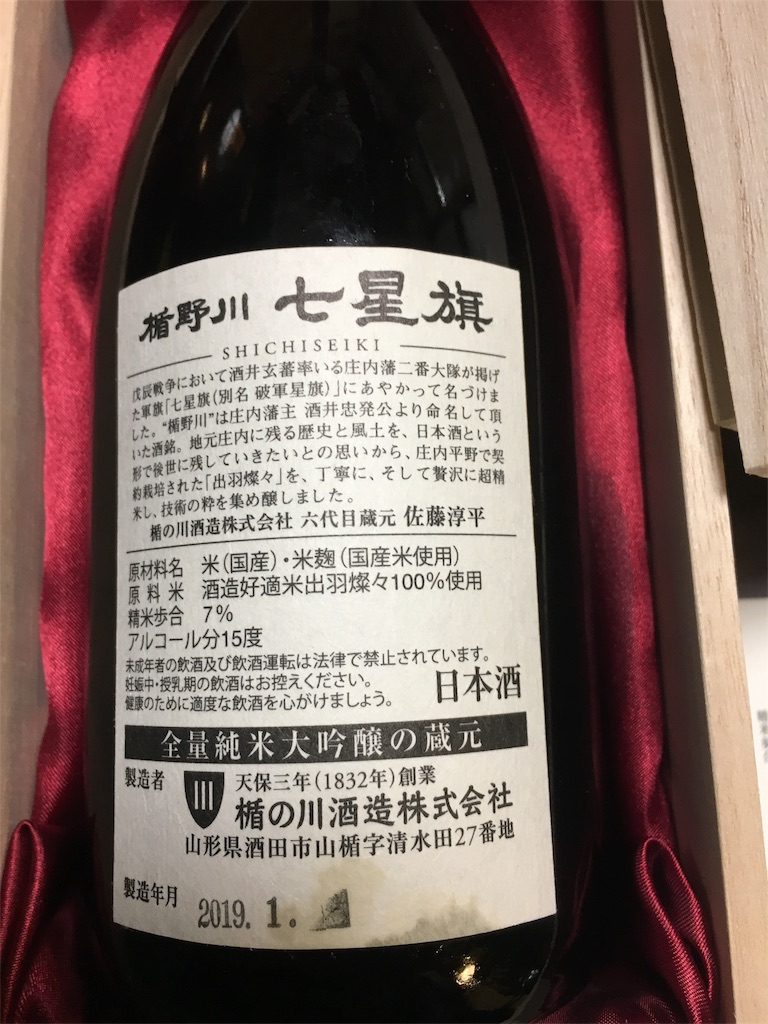 楯野川 七星旗
SHICHISEIKI
戊辰戦争において酒井玄蕃率いる庄内藩二番大隊が掲げ
た軍旗「七星旗(別名 破軍星旗)」にあやかって名づけま
した。“楯野川”は庄内藩主 酒井忠発公より命名して頂
いた酒銘。地元庄内に残る歴史と風土を、日本酒という
形で後世に残していきたいとの思いから、庄内平野で契
約栽培された「出羽燦々」を、丁寧に、そして贅沢に超精
米し、技術の粋を集め醸しました。
楯の川酒造株式会社 六代目蔵元 佐藤淳平
原材料名 米(国産)・米麹(国産米使用)
原料米 酒造好適米出羽燦々100%使用
精米歩合 7%
アルコール分15度
未成年者の飲酒及び飲酒運転は法律で禁止されています。
妊娠中・授乳期の飲酒はお控えください。
健康のために適度な飲酒を心がけましょう。
日本酒
全量純米大吟醸の蔵元
製造者
天保三年(1832年)創業
楯の川酒造株式会社
山形県酒田市山楯字清水田27番地
製造年月
2019. 1.